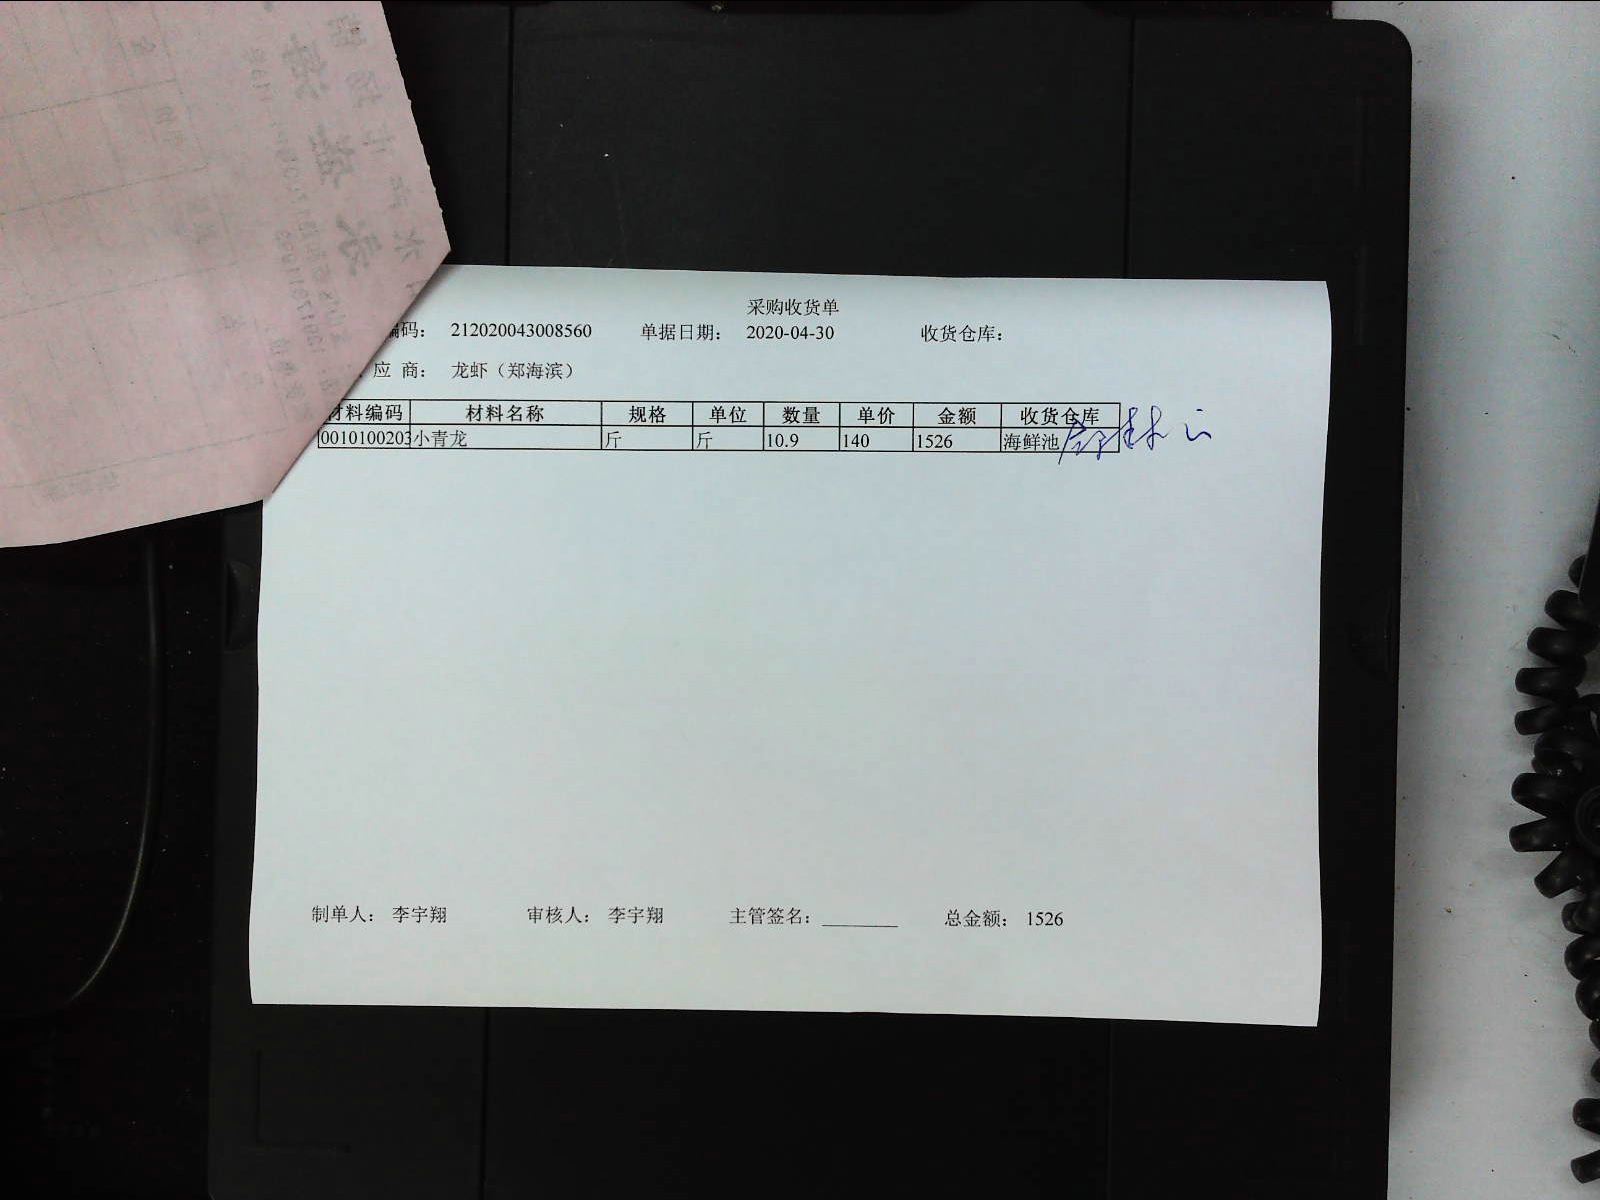 采购收货单
编码： 212020043008560 单据日期： 2020-04-30 收货仓库：
应 商： 龙虾（郑海滨）
材料编码 材料名称 规格 单位 数量 单价 金额 收货仓库
0010100203 小青龙 斤 斤 10.9 140 1526 海鲜池
制单人： 李宇翔 审核人： 李宇翔 主管签名： 总金额： 1526